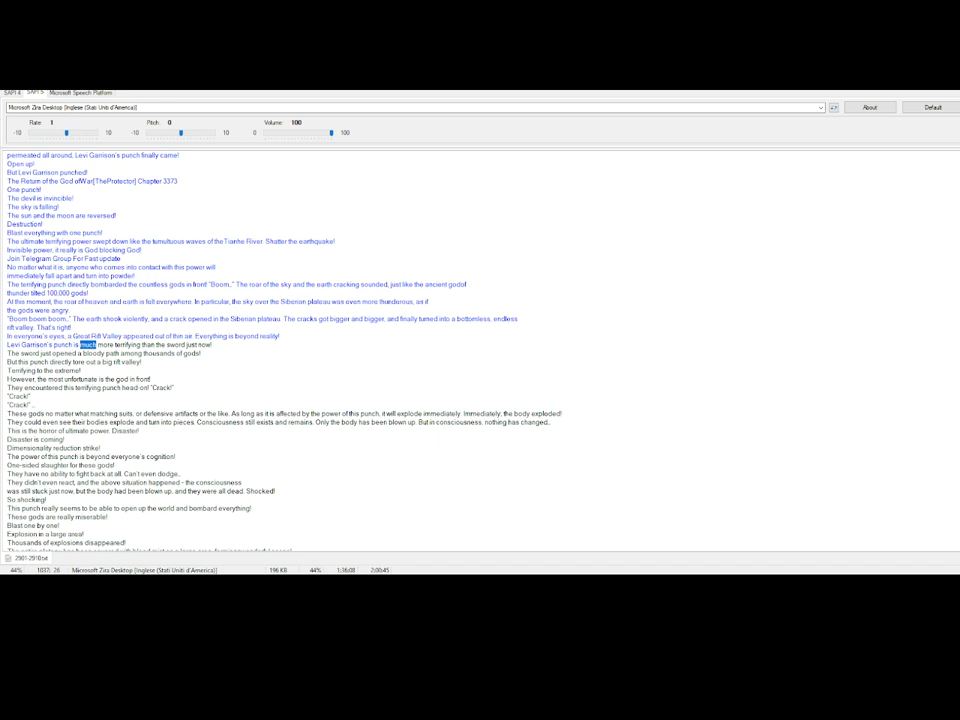 SAPI 4 SAPI 5 Microsoft Speech Platform
Microsoft Zira Desktop [Inglese (Stati Uniti d'America)] About Default
Rate: 1 Pitch: 0 Volume: 100
-10 10 -10 10 0 100
permeated all around, Levi Garrison's punch finally came!
Open up!
But Levi Garrison punched!
The Return of the God ofWar[TheProtector] Chapter 3373
One punch!
The devil is invincible!
The sky is falling!
The sun and the moon are reversed!
Destruction!
Blast everything with one punch!
The ultimate terrifying power swept down like the tumultuous waves of the Tianhe River. Shatter the earthquake!
Invisible power, it really is God blocking God!
Join Telegram Group For Fast update
No matter what it is, anyone who comes into contact with this power will
immediately fall apart and turn into powder!
The terrifying punch directly bombarded the countless gods in front! "Boom.." The roar of the sky and the earth cracking sounded, just like the ancient godof
thunder tilted 100,000 gods!
At this moment, the roar of heaven and earth is felt everywhere. In particular, the sky over the Siberian plateau was even more thunderous, as if
the gods were angry.
"Boom boom boom.." The earth shook violently, and a crack opened in the Siberian plateau. The cracks got bigger and bigger, and finally turned into a bottomless, endless
rift valley. That's right!
In everyone's eyes, a Great Rift Valley appeared out of thin air. Everything is beyond reality!
Levi Garrison's punch is much more terrifying than the sword just now!
The sword just opened a bloody path among thousands of gods!
But this punch directly tore out a big rift valley!
Terrifying to the extreme!
However, the most unfortunate is the god in front!
They encountered this terrifying punch head-on! "Crack!"
"Crack!"
"Crack!" ..
These gods no matter what matching suits, or defensive artifacts or the like. As long as it is affected by the power of this punch, it will explode immediately. Immediately, the body exploded!
They could even see their bodies explode and turn into pieces. Consciousness still exists and remains. Only the body has been blown up. But in consciousness, nothing has changed..
This is the horror of ultimate power. Disaster!
Disaster is coming!
Dimensionality reduction strike!
The power of this punch is beyond everyone's cognition!
One-sided slaughter for these gods!
They have no ability to fight back at all. Can't even dodge..
They didn't even react, and the above situation happened - the consciousness
was still stuck just now, but the body had been blown up, and they were all dead. Shocked!
So shocking!
This punch really seems to be able to open up the world and bombard everything!
These gods are really miserable!
Blast one by one!
Explosion in a large area!
Thousands of explosions disappeared!
2901-2910.txt
44% 1037: 26 Microsoft Zira Desktop [Inglese (Stati Uniti d'America)] 196 KB 44% 1:36:08 2:00:45